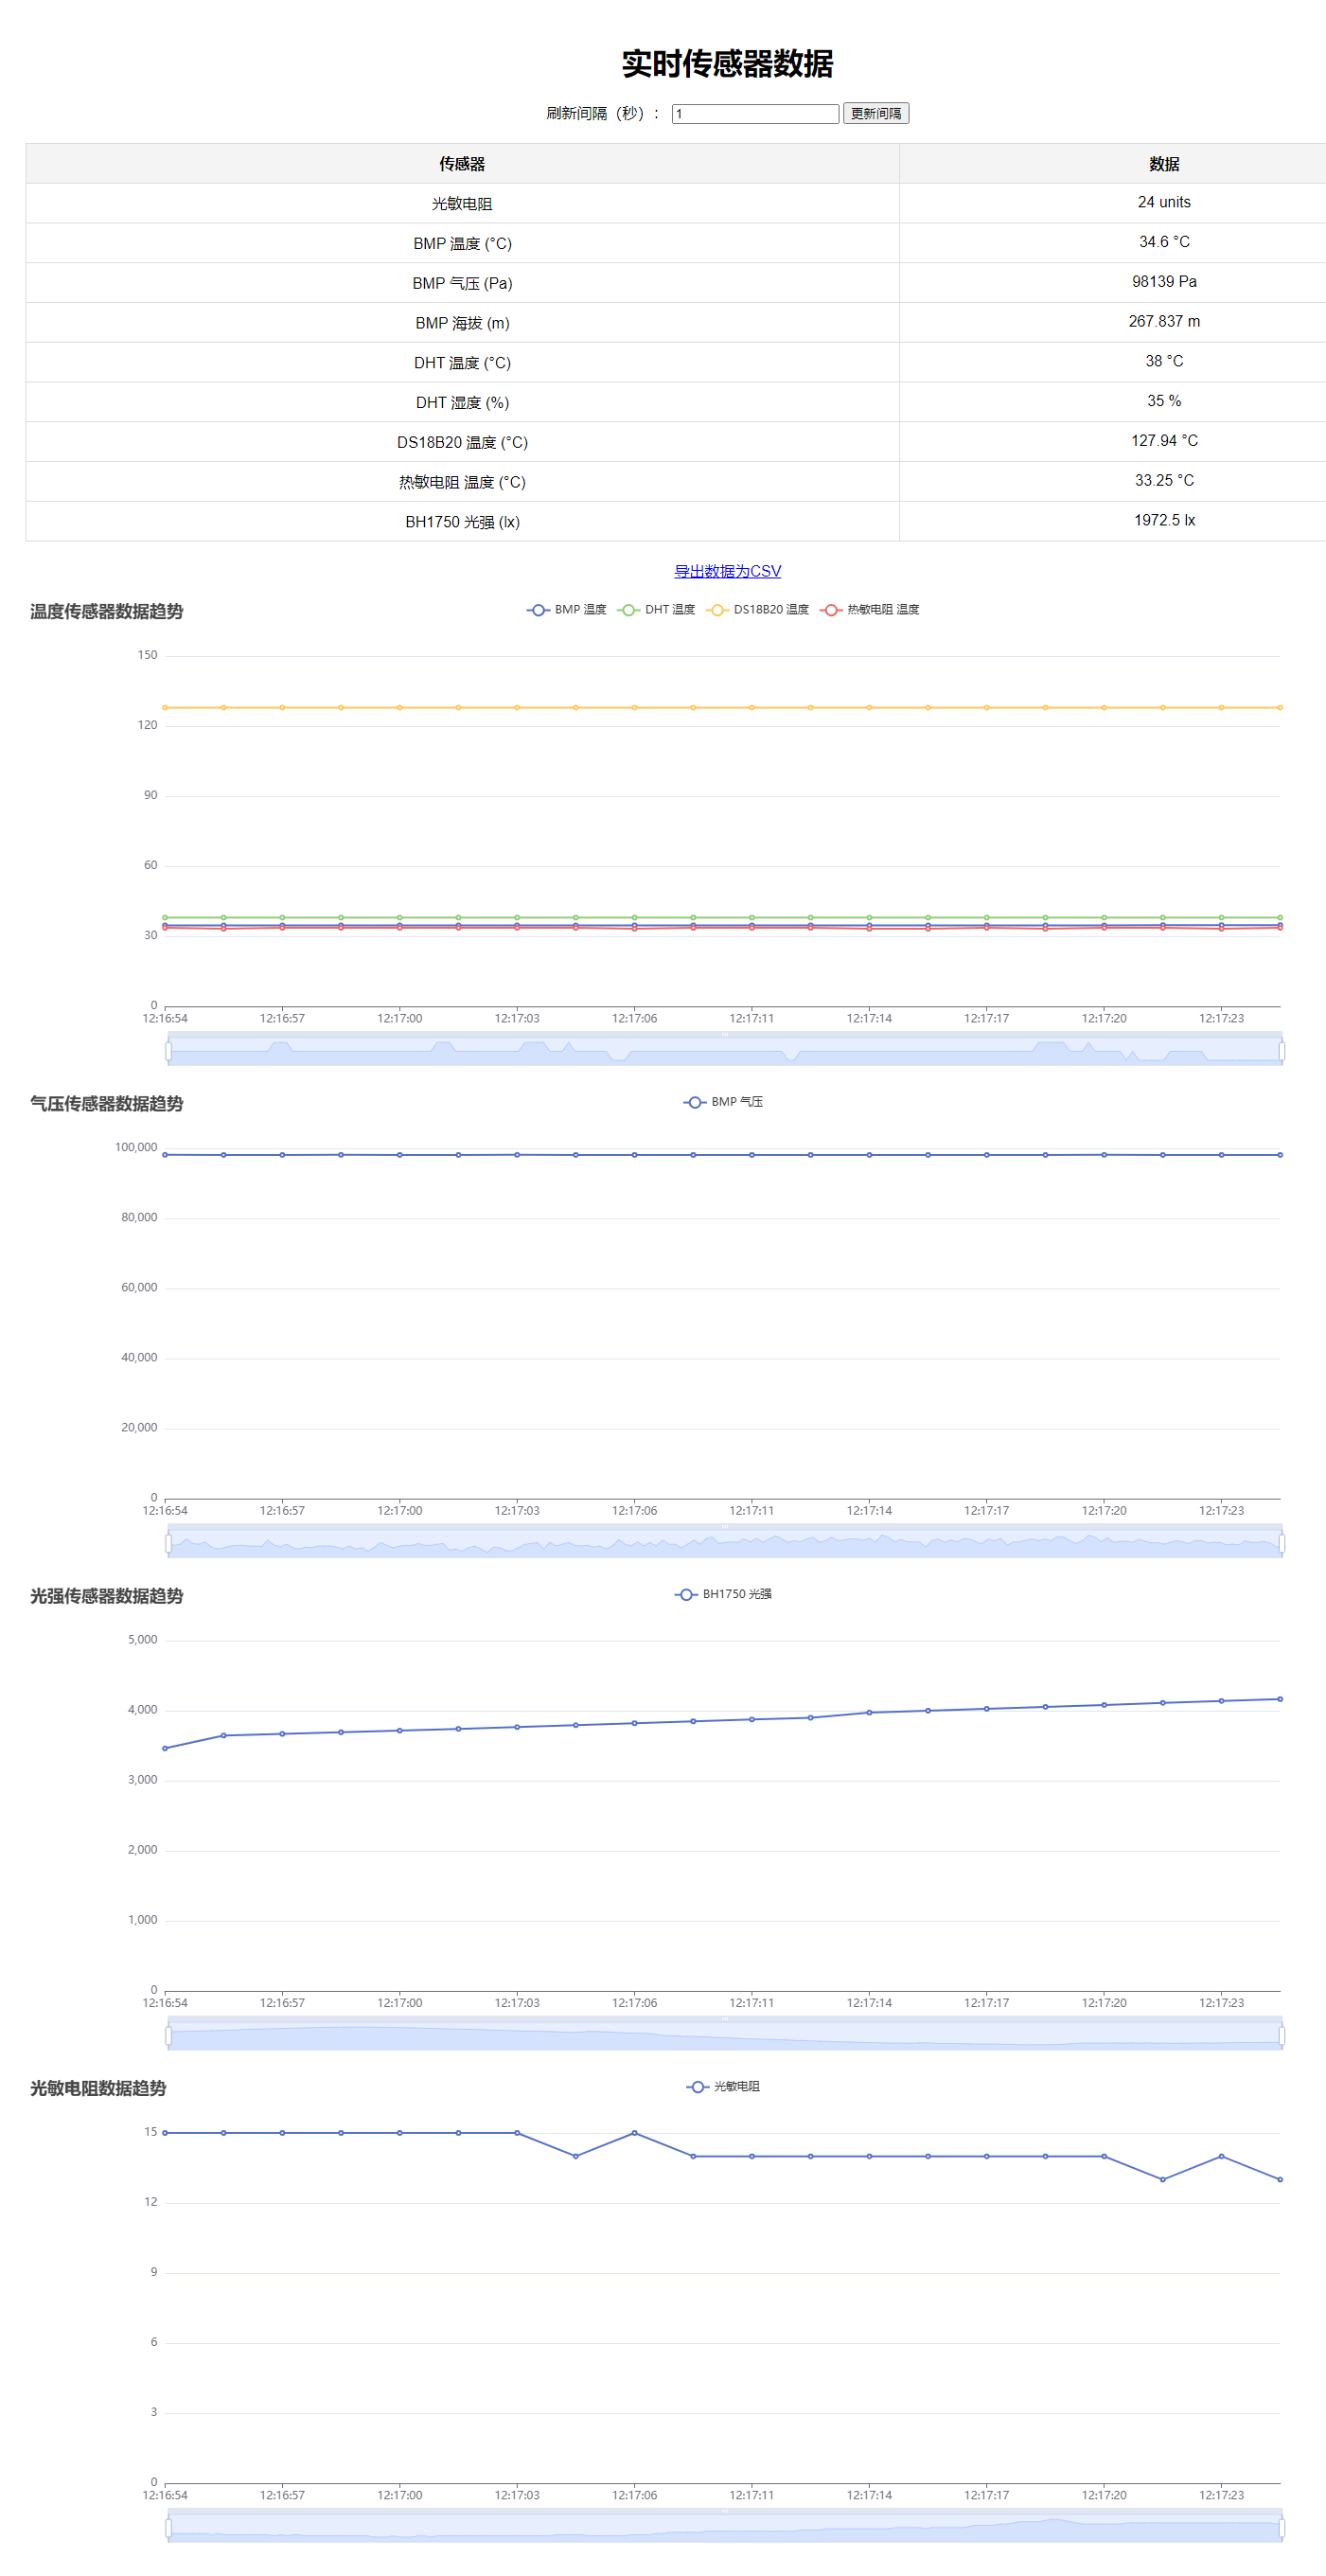 实时传感器数据
刷新间隔（秒）： 1 更新间隔
传感器 数据
光敏电阻 24 units
BMP 温度 (°C) 34.6 °C
BMP 气压 (Pa) 98139 Pa
BMP 海拔 (m) 267.837 m
DHT 温度 (°C) 38 °C
DHT 湿度 (%) 35 %
DS18B20 温度 (°C) 127.94 °C
热敏电阻 温度 (°C) 33.25 °C
BH1750 光强 (lx) 1972.5 lx
导出数据为CSV
温度传感器数据趋势 BMP 温度 DHT 温度 DS18B20 温度 热敏电阻 温度
150
120
90
60
30
0
12:16:54 12:16:57 12:17:00 12:17:03 12:17:06 12:17:11 12:17:14 12:17:17 12:17:20 12:17:23
气压传感器数据趋势 BMP 气压
100,000
80,000
60,000
40,000
20,000
0
12:16:54 12:16:57 12:17:00 12:17:03 12:17:06 12:17:11 12:17:14 12:17:17 12:17:20 12:17:23
光强传感器数据趋势 BH1750 光强
5,000
4,000
3,000
2,000
1,000
0
12:16:54 12:16:57 12:17:00 12:17:03 12:17:06 12:17:11 12:17:14 12:17:17 12:17:20 12:17:23
光敏电阻数据趋势 光敏电阻
15
12
9
6
3
0
12:16:54 12:16:57 12:17:00 12:17:03 12:17:06 12:17:11 12:17:14 12:17:17 12:17:20 12:17:23